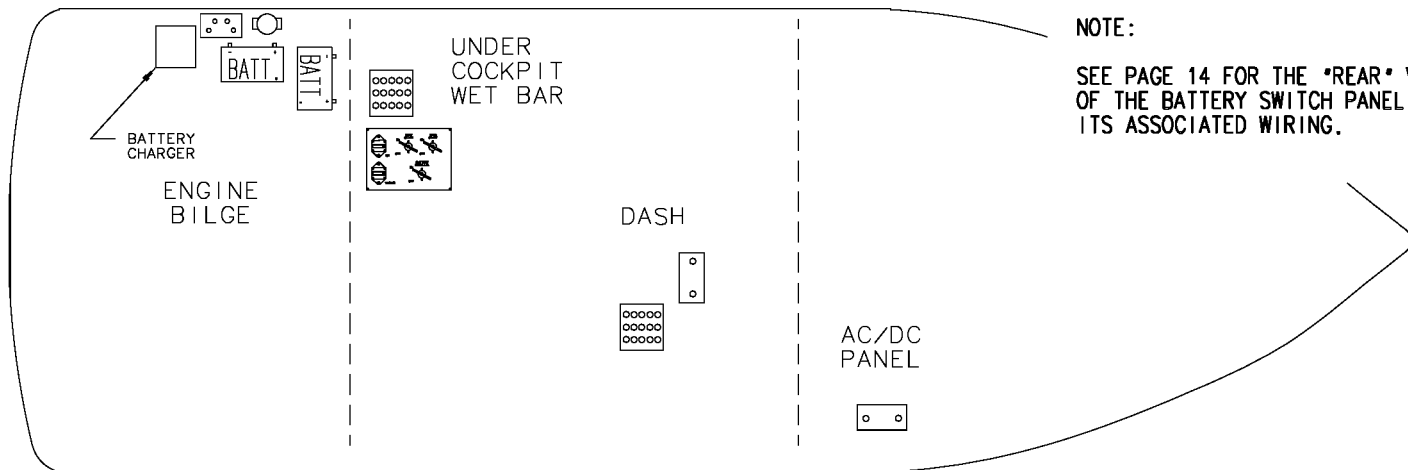 NOTE:
SEE PAGE 14 FOR THE "REAR"
OF THE BATTERY SWITCH PANEL
ITS ASSOCIATED WIRING.
BATT
BATT
UNDER
COCKPIT
WET BAR
BATTERY
CHARGER
ENGINE
BILGE
DASH
AC/DC
PANEL